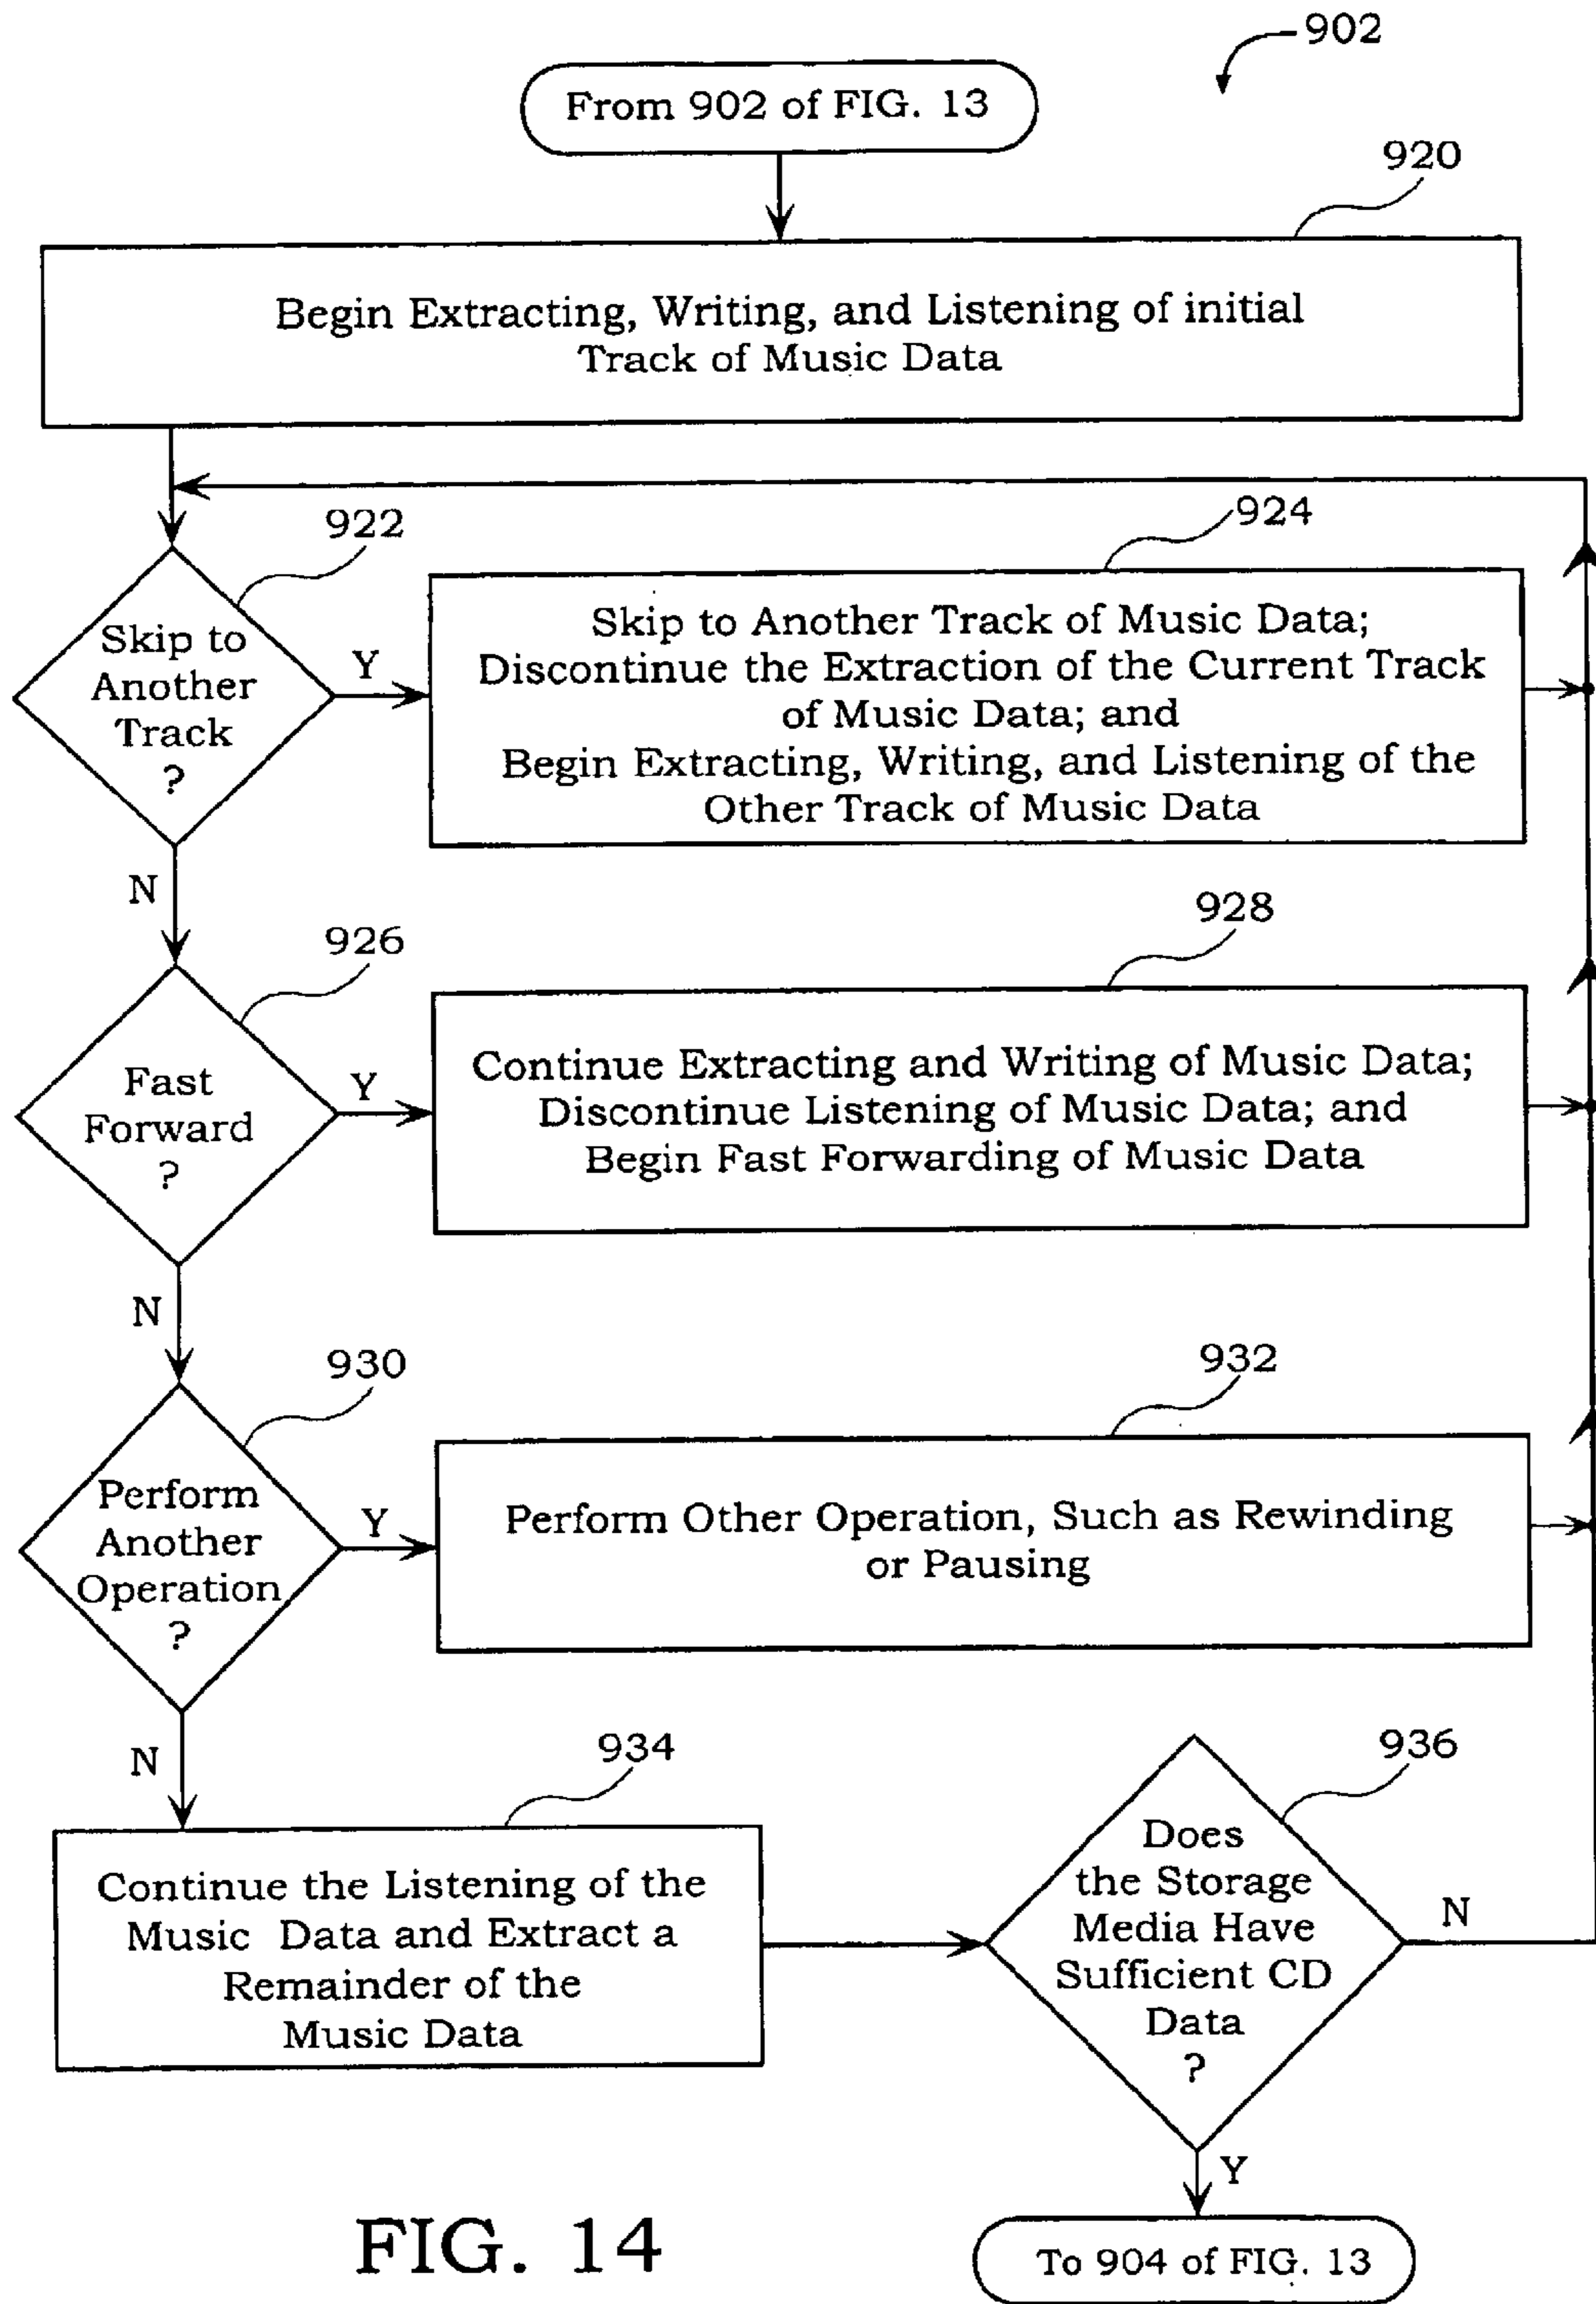 902
From 902 of FIG. 13
920
Begin Extracting, Writing, and Listening of initial
Track of Music Data
922
Skip to
Another
Track
?
Y
N
924
Skip to Another Track of Music Data;
Discontinue the Extraction of the Current Track
of Music Data; and
Begin Extracting, Writing, and Listening of the
Other Track of Music Data
926
Fast
Forward
?
Y
N
928
Continue Extracting and Writing of Music Data;
Discontinue Listening of Music Data; and
Begin Fast Forwarding of Music Data
930
Perform
Another
Operation
?
Y
N
932
Perform Other Operation, Such as Rewinding
or Pausing
934
Continue the Listening of the
Music Data and Extract a
Remainder of the
Music Data
936
Does
the Storage
Media Have
Sufficient CD
Data
?
N
Y
To 904 of FIG. 13
FIG. 14